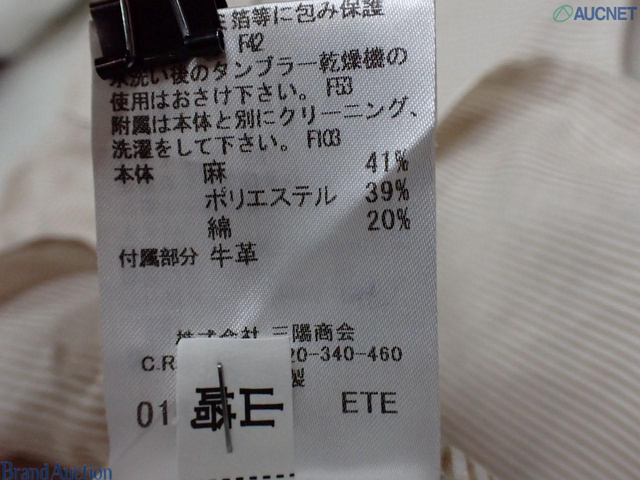 箔等に包み保護
F42
水洗い後のタンブラー乾燥機の
使用はおさけ下さい。 F53
附属は本体と別にクリーニング、
洗濯をして下さい。 F103
本体 麻 41%
ポリエステル 39%
綿 20%
付属部分 牛革
株式会社 三陽商会
C.R 20-340-460
製
01 ETE
AUCNET
Brand Auction